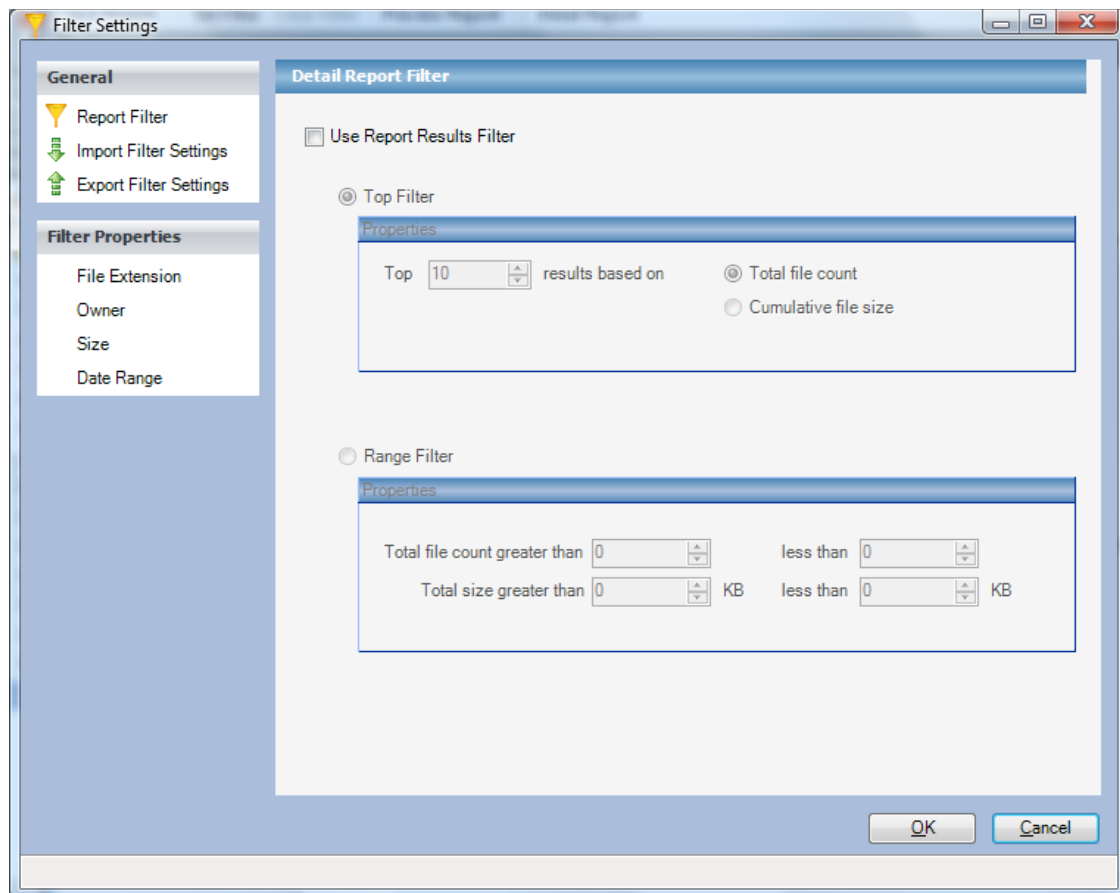 Filter Settings
General
Report Filter
Import Filter Settings
Export Filter Settings
Filter Properties
File Extension
Owner
Size
Date Range
Detail Report Filter
Use Report Results Filter
Top Filter
Properties
Top 10 results based on
Total file count
Cumulative file size
Range Filter
Properties
Total file count greater than 0 less than 0
Total size greater than 0 KB less than 0 KB
OK
Cancel